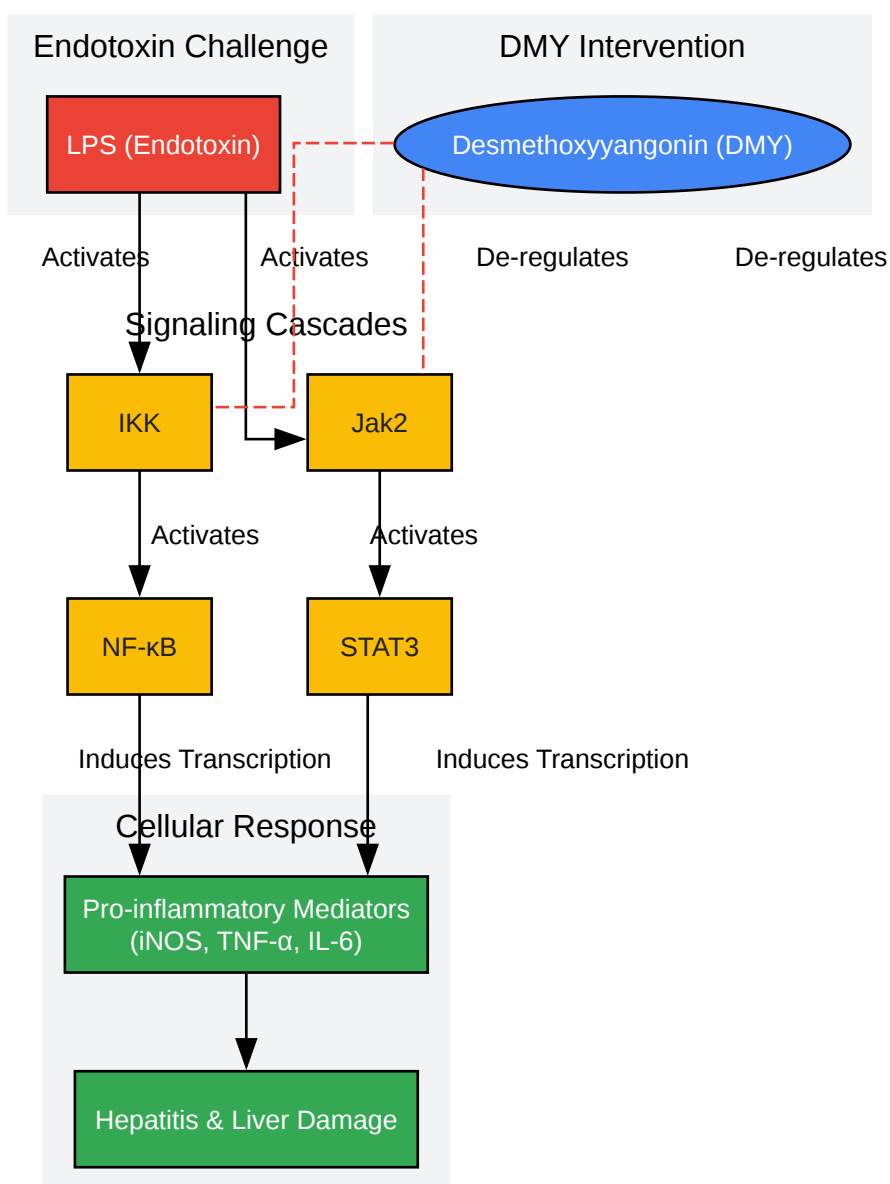 Endotoxin Challenge
DMY Intervention
LPS (Endotoxin)
Desmethoxyyangonin (DMY)
Activates
Activates
De-regulates
De-regulates
Signaling Cascades
IKK
Jak2
Activates
Activates
NF-κB
STAT3
Induces Transcription
Induces Transcription
Cellular Response
Pro-inflammatory Mediators
(iNOS, TNF-α, IL-6)
Hepatitis & Liver Damage